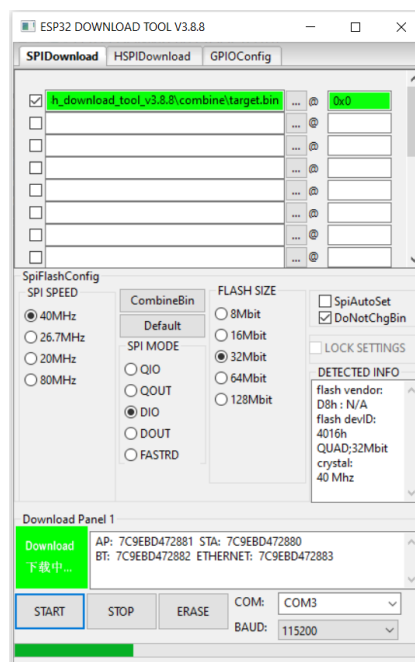 ESP32 DOWNLOAD TOOL V3.8.8
SPIDownload HSPIDownload GPIOConfig
h_download_tool_v3.8.8\combine\target.bin ... @ 0x0
... @
... @
... @
... @
... @
... @
... @
SpiFlashConfig
SPI SPEED
40MHz
26.7MHz
20MHz
80MHz
CombineBin
Default
SPI MODE
QIO
QOUT
DIO
DOUT
FASTRD
FLASH SIZE
8Mbit
16Mbit
32Mbit
64Mbit
128Mbit
SpiAutoSet
DoNotChgBin
LOCK SETTINGS
DETECTED INFO
flash vendor:
D8h : N/A
flash devID:
4016h
QUAD;32Mbit
crystal:
40 Mhz
Download Panel 1
Download
下载中...
AP: 7C9EBD472881 STA: 7C9EBD472880
BT: 7C9EBD472882 ETHERNET: 7C9EBD472883
START STOP ERASE
COM: COM3
BAUD: 115200